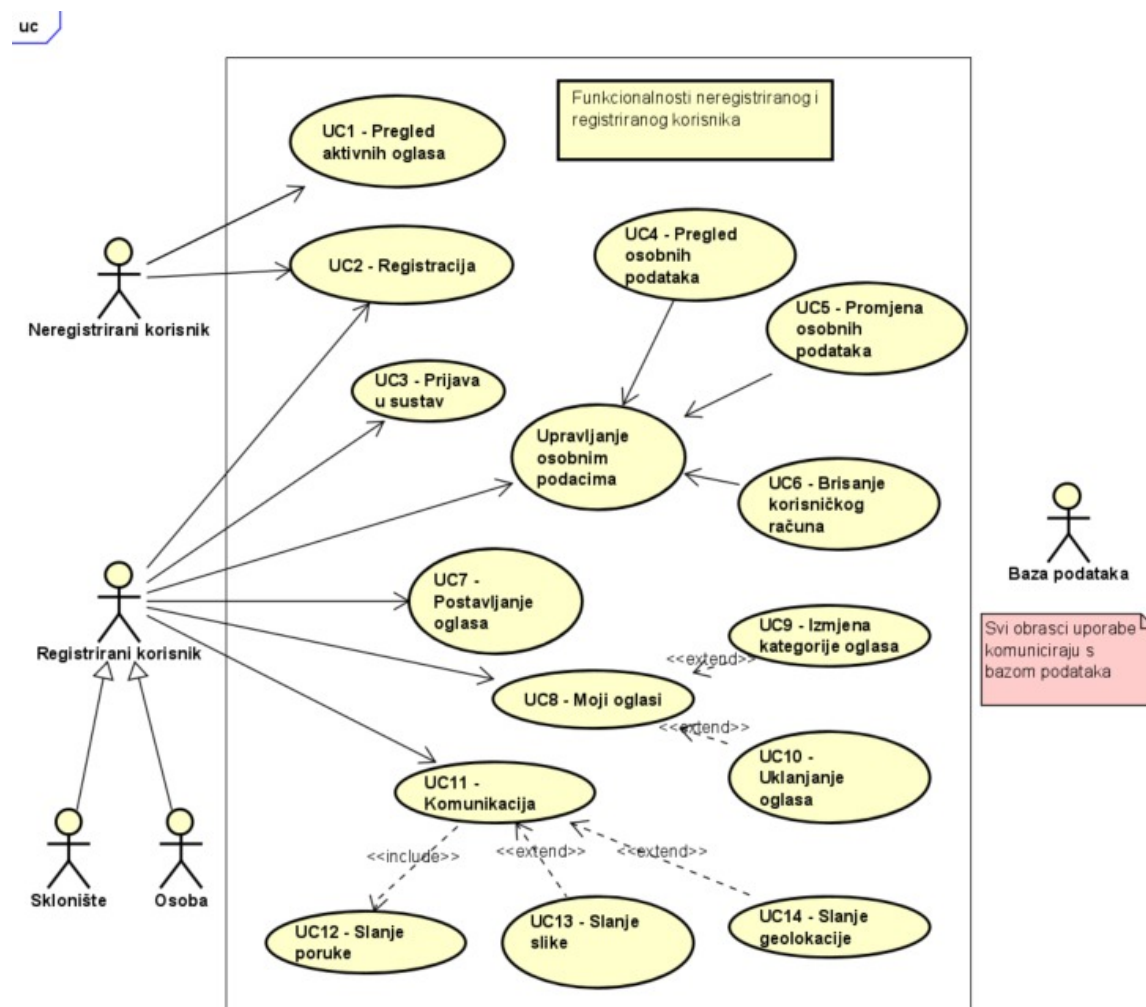 uc
Funkcionalnosti neregistriranog i
registriranog korisnika
UC1 - Pregled
aktivnih oglasa
UC2 - Registracija
UC4 - Pregled
osobnih
podataka
Neregistrirani korisnik
UC5 - Promjena
osobnih
podataka
UC3 - Prijava
u sustav
Upravljanje
osobnim
podacima
UC6 - Brisanje
korisničkog
računa
Baza podataka
Svi obrasci uporabe
komuniciraju s
bazom podataka
Registrirani korisnik
UC7 -
Postavljanje
oglasa
UC9 - Izmjena
kategorije oglasa
<<extend>>
UC8 - Moji oglasi
<<extend>>
UC10 -
Uklanjanje
oglasa
UC11 -
Komunikacija
<<include>>
<<extend>>
<<extend>>
Sklonište
Osoba
UC12 - Slanje
poruke
UC13 - Slanje
slike
UC14 - Slanje
geolokacije